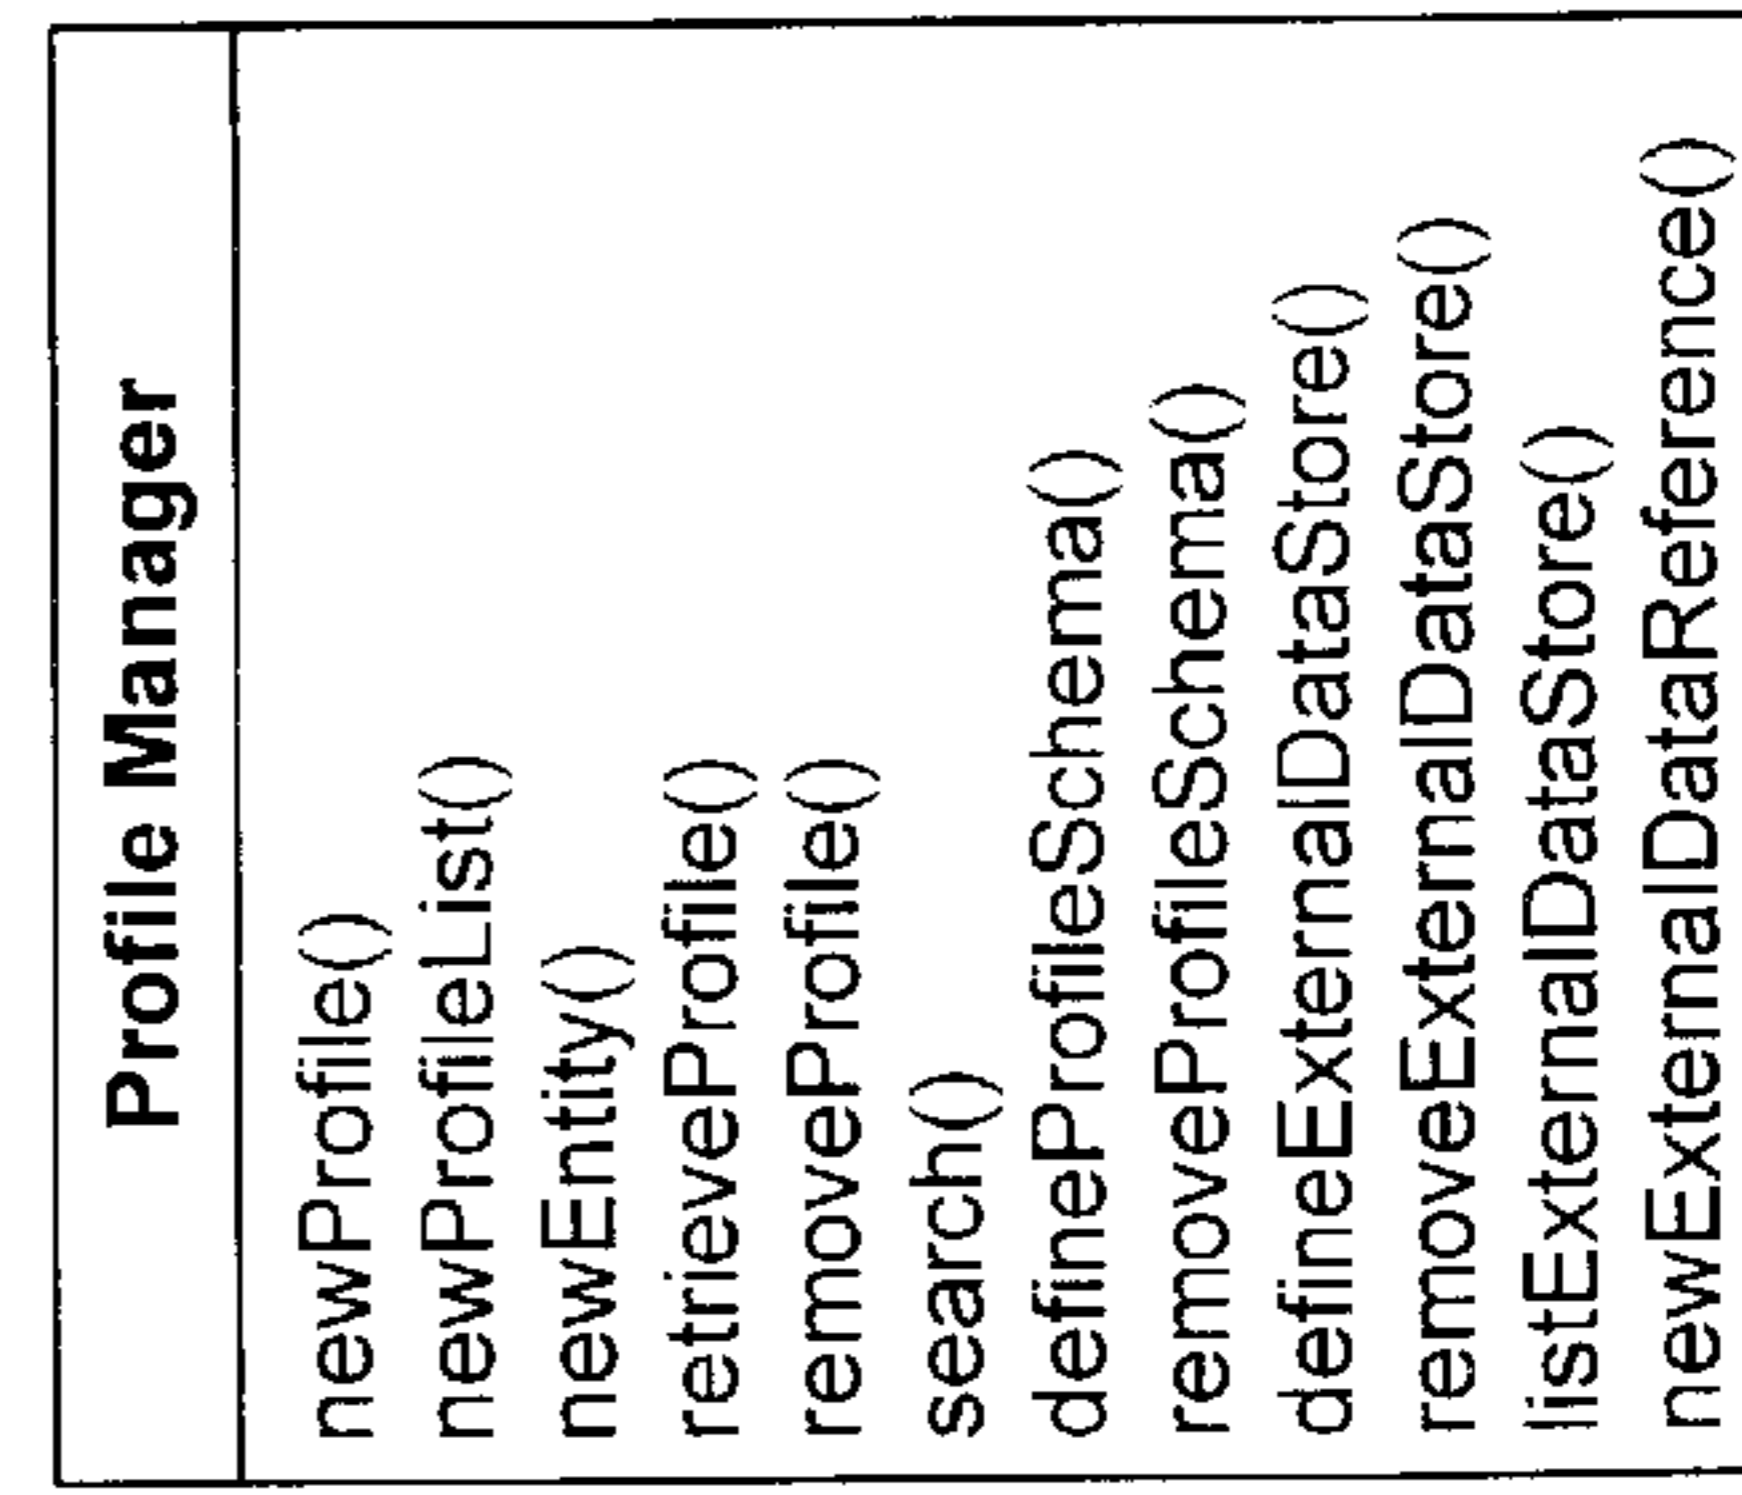 Profile Manager
newProfile()
newProfileList()
newEntity()
retrieveProfile()
removeProfile()
search()
defineProfileSchema()
removeProfileSchema()
defineExternalDataStore()
removeExternalDataStore()
listExternalDataStore()
newExternalDataReference()